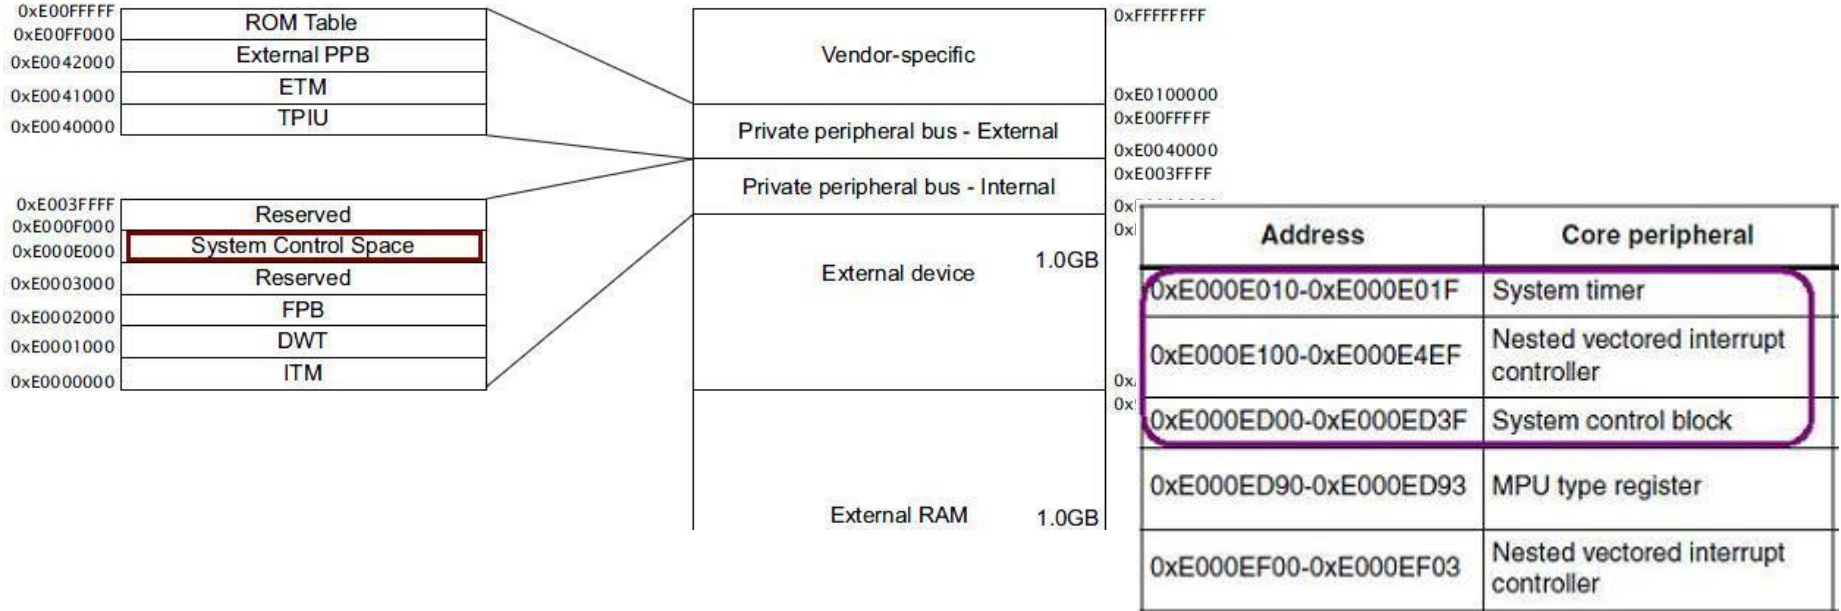 0xE00FFFFF
ROM Table
0xE00FF000
External PPB
0xE0042000
ETM
0xE0041000
TPIU
0xE0040000
0xE003FFFF
Reserved
0xE000F000
System Control Space
0xE000E000
Reserved
0xE0003000
FPB
0xE0002000
DWT
0xE0001000
ITM
0xE0000000
0xFFFFFFFF
Vendor-specific
0xE0100000
0xE00FFFFF
Private peripheral bus - External
0xE0040000
0xE003FFFF
Private peripheral bus - Internal
External device 1.0GB
External RAM 1.0GB
Address Core peripheral
0xE000E010-0xE000E01F System timer
0xE000E100-0xE000E4EF Nested vectored interrupt
controller
0xE000ED00-0xE000ED3F System control block
0xE000ED90-0xE000ED93 MPU type register
0xE000EF00-0xE000EF03 Nested vectored interrupt
controller